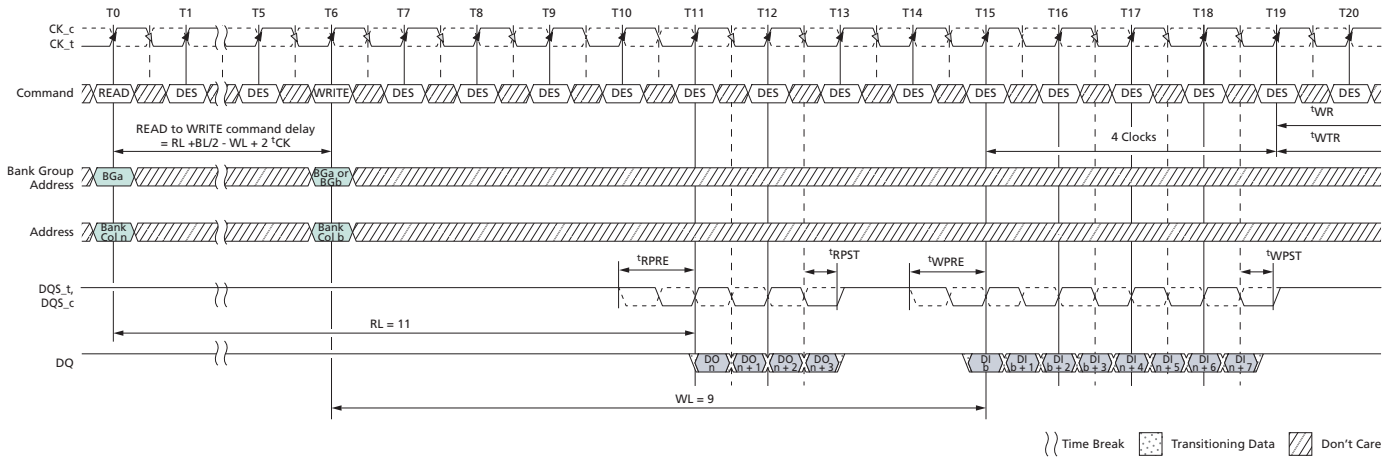 T0 T1 T5 T6 T7 T8 T9 T10 T11 T12 T13 T14 T15 T16 T17 T18 T19 T20
CK_c
CK_t
Command READ DES DES WRITE DES DES DES DES DES DES DES DES DES DES DES DES DES DES
tWR
READ to WRITE command delay
= RL +BL/2 - WL + 2 tCK
4 Clocks
tWTR
Bank Group
Address
BGa
BGa or
BGb
Address
Bank
Col n
Bank
Col b
tRPRE tRPST tWPRE tWPST
DQS_t,
DQS_c
RL = 11
DQ
DO
n
DO
n + 1
DO
n + 2
DO
n + 3
DI
b
DI
b + 1
DI
b + 2
DI
b + 3
DI
n + 4
DI
n + 5
DI
n + 6
DI
n + 7
WL = 9
Time Break Transitioning Data Don't Care